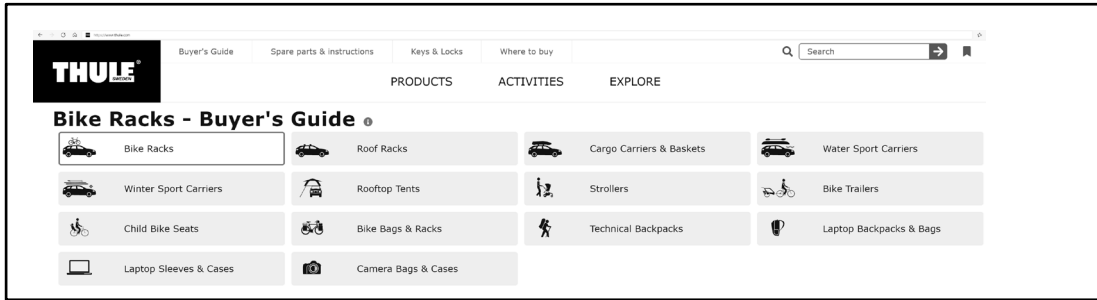 Buyer's Guide Spare parts & instructions Keys & Locks Where to buy Search
THULE®
SWEDEN
PRODUCTS ACTIVITIES EXPLORE
Bike Racks - Buyer's Guide
Bike Racks Roof Racks Cargo Carriers & Baskets Water Sport Carriers
Winter Sport Carriers Rooftop Tents Strollers Bike Trailers
Child Bike Seats Bike Bags & Racks Technical Backpacks Laptop Backpacks & Bags
Laptop Sleeves & Cases Camera Bags & Cases